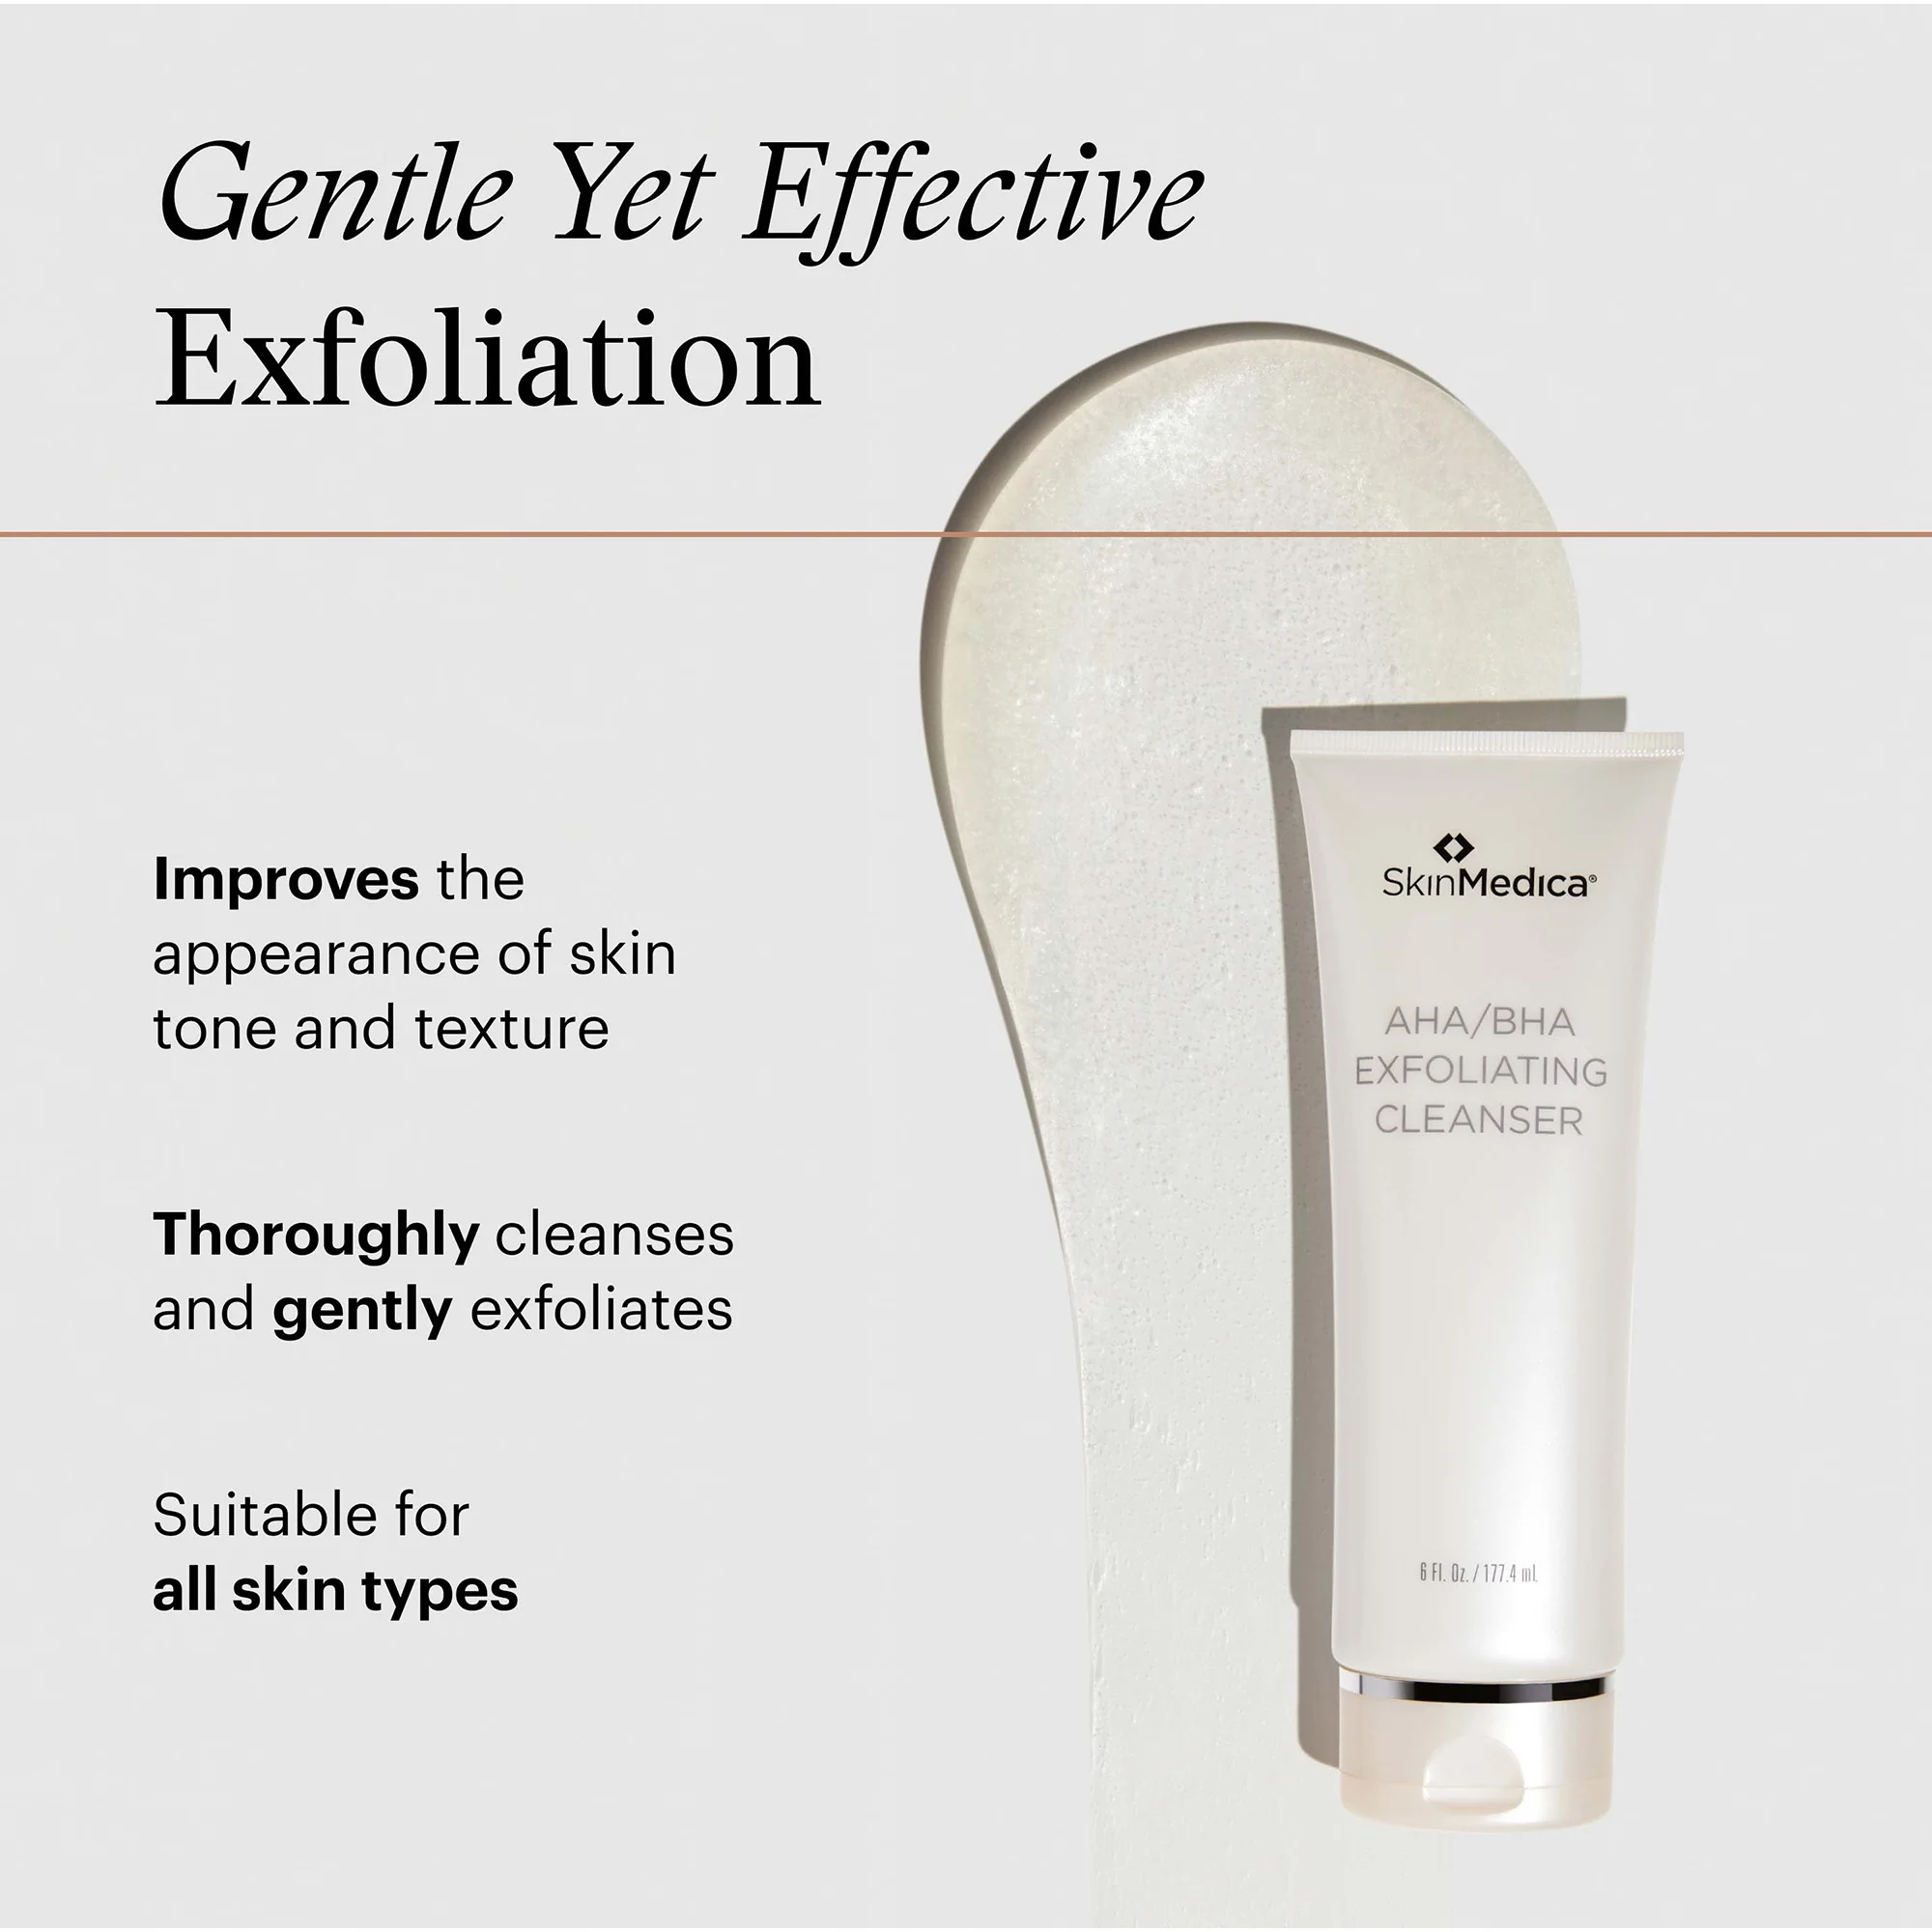 Gentle Yet Effective
Exfoliation
Improves the
appearance of skin
tone and texture
Thoroughly cleanses
and gently exfoliates
Suitable for
all skin types
SkinMedica®
AHA/BHA
EXFOLIATING
CLEANSER
6 Fl. Oz. / 177.4 mL